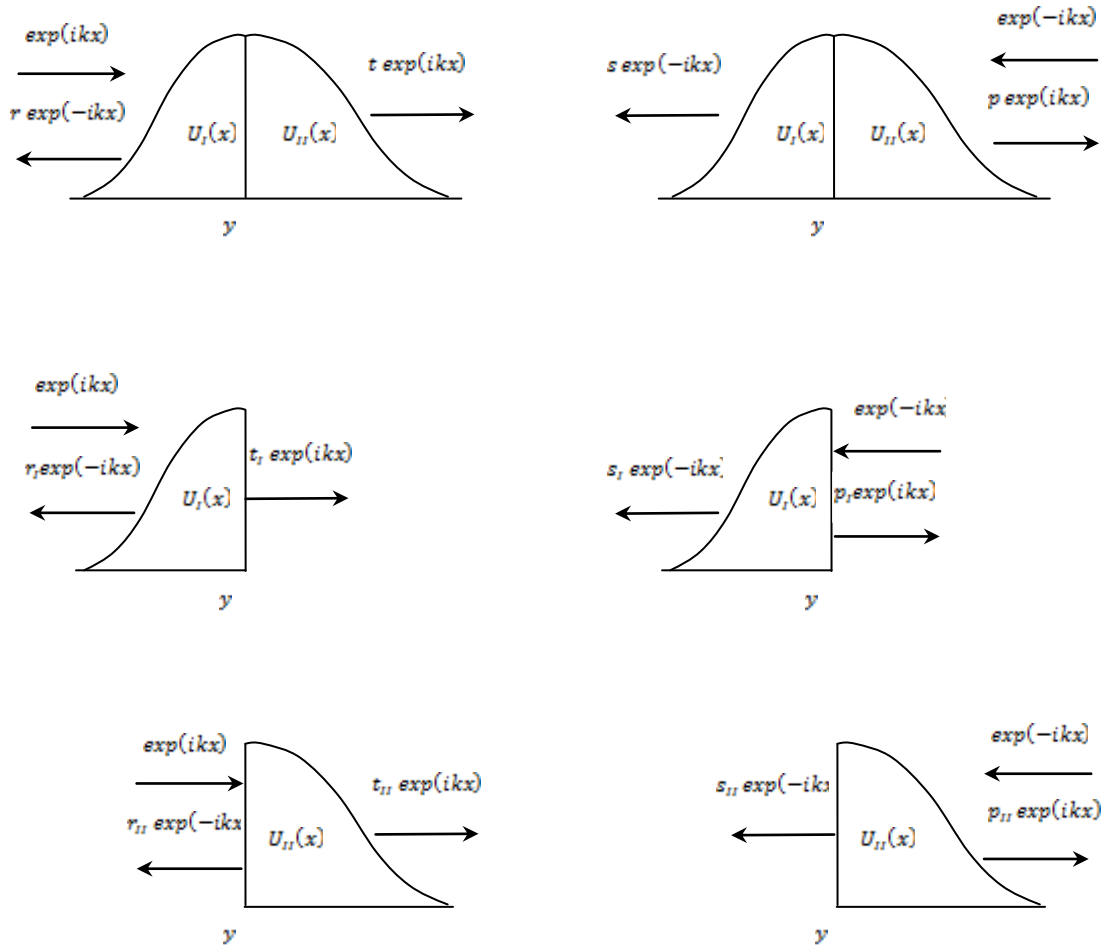 exp(ikx)
r exp(−ikx)
t exp(ikx)
U_I(x)
U_II(x)
y
exp(−ikx)
s exp(−ikx)
p exp(ikx)
U_I(x)
U_II(x)
y
exp(ikx)
r_I exp(−ikx)
t_I exp(ikx)
U_I(x)
y
exp(−ikx
s_I exp(−ikx)
p_I exp(ikx)
U_I(x)
y
exp(ikx)
r_II exp(−ikx
t_II exp(ikx)
U_II(x)
y
exp(−ikx)
s_II exp(−ikx
p_II exp(ikx)
U_II(x)
y